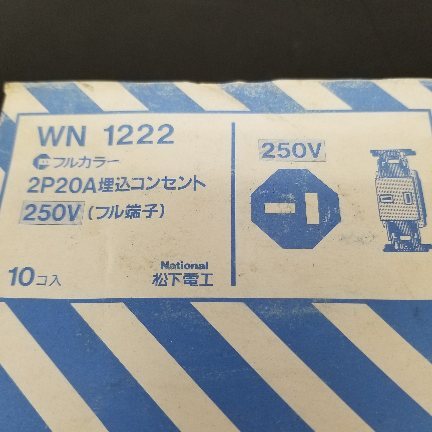 WN 1222
フルカラー
2P20A埋込コンセント
250V (フル端子)
10コ入
National
松下電工
250V